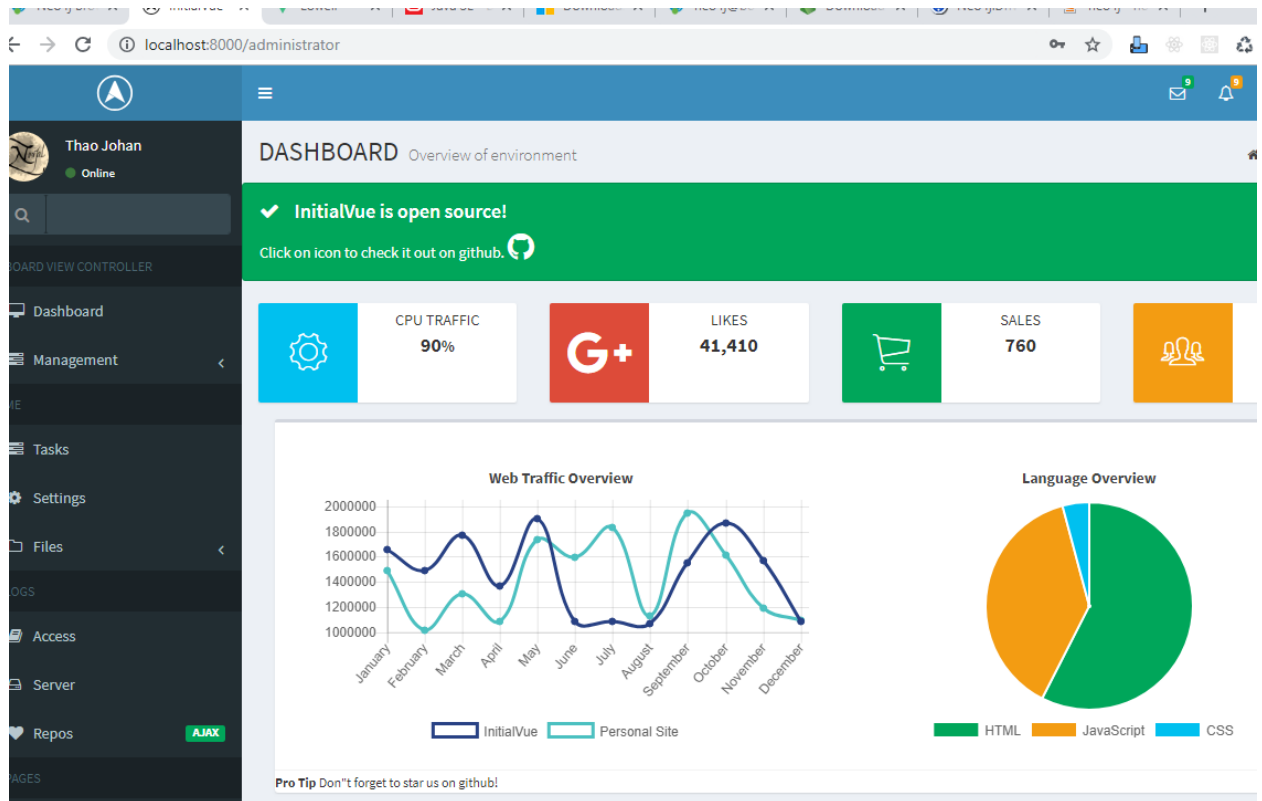 InitialVue
localhost:8000/administrator
9
9
Thao Johan
Online
DASHBOARD Overview of environment
InitialVue is open source!
Click on icon to check it out on github.
BOARD VIEW CONTROLLER
Dashboard
Management
Tasks
Settings
Files
Access
Server
Repos AJAX
PAGES
CPU TRAFFIC
90%
G+
LIKES
41,410
SALES
760
Web Traffic Overview
2000000
1800000
1600000
1400000
1200000
1000000
January
February
March
April
May
June
July
August
September
October
November
December
InitialVue
Personal Site
Language Overview
HTML
JavaScript
CSS
Pro Tip Don"t forget to star us on github!